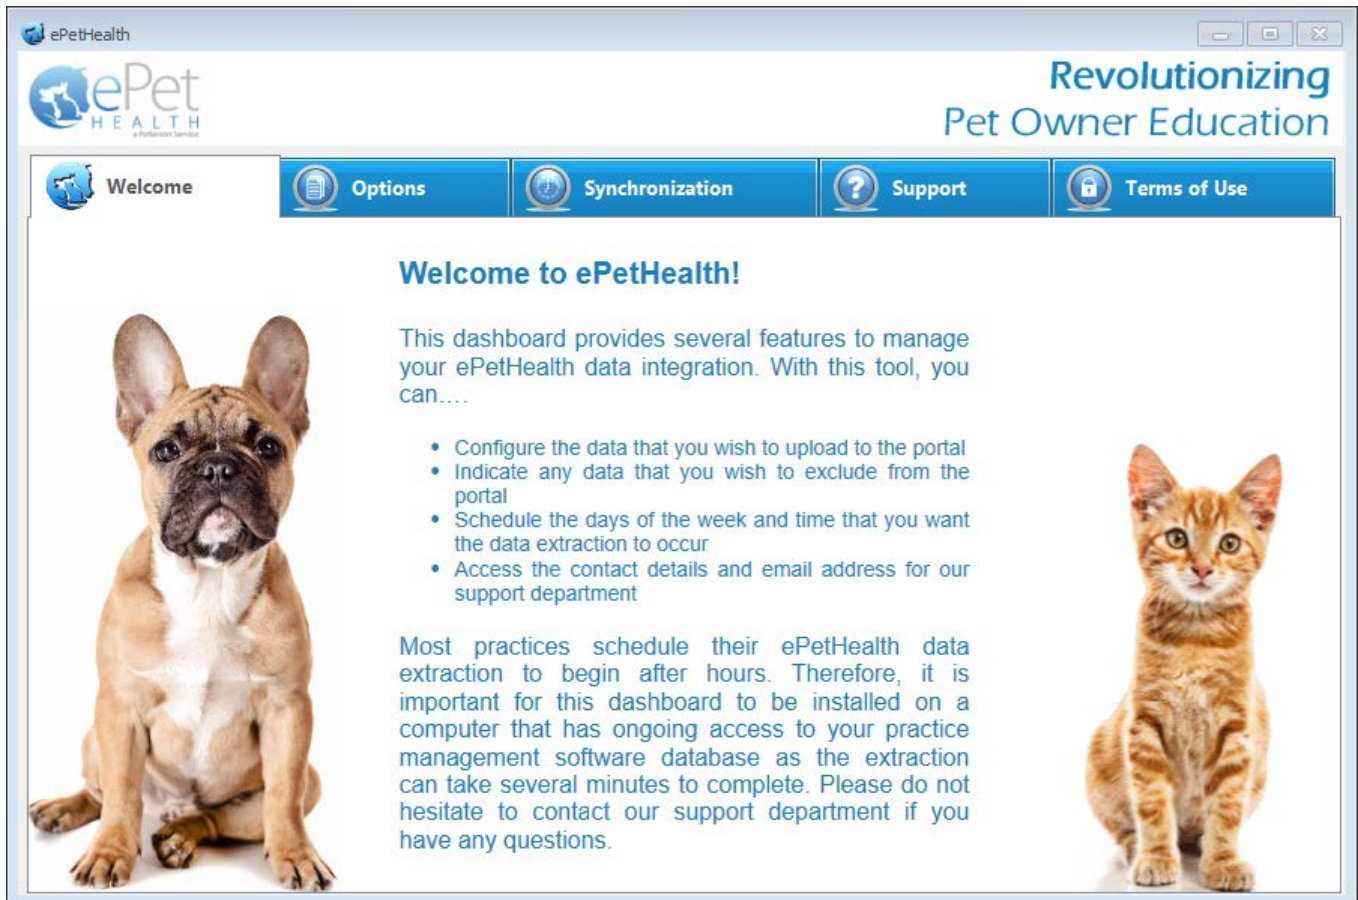 ePetHealth
ePet
HEALTH
a Patterson Service
Revolutionizing
Pet Owner Education
Welcome
Options
Synchronization
Support
Terms of Use
Welcome to ePetHealth!
This dashboard provides several features to manage
your ePetHealth data integration. With this tool, you
can....
• Configure the data that you wish to upload to the portal
• Indicate any data that you wish to exclude from the
portal
• Schedule the days of the week and time that you want
the data extraction to occur
• Access the contact details and email address for our
support department
Most practices schedule their ePetHealth data
extraction to begin after hours. Therefore, it is
important for this dashboard to be installed on a
computer that has ongoing access to your practice
management software database as the extraction
can take several minutes to complete. Please do not
hesitate to contact our support department if you
have any questions.